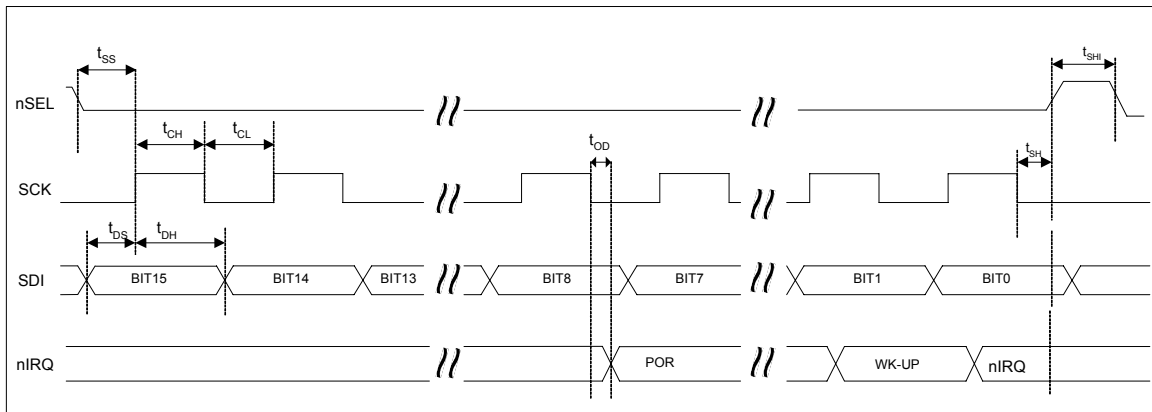 tSS
tSHI
nSEL
tCH tCL
tOD
tSH
SCK
tDS tDH
SDI BIT15 BIT14 BIT13 BIT8 BIT7 BIT1 BIT0
nIRQ POR WK-UP nIRQ